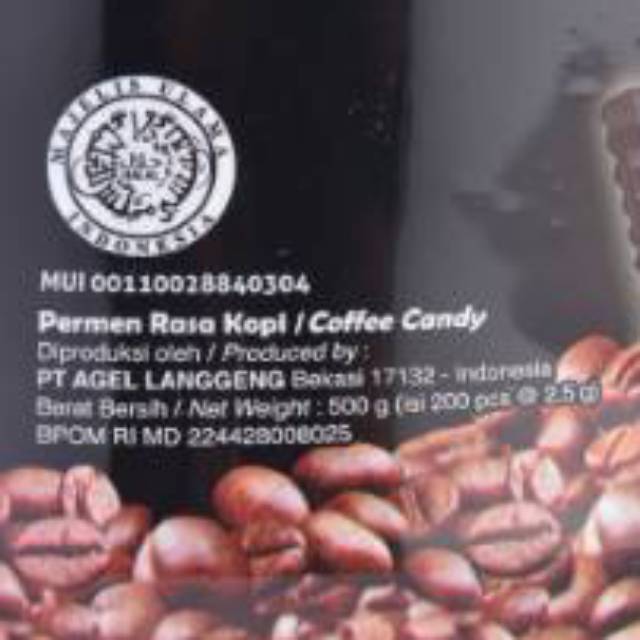 MAJELIS ULAMA
INDONESIA
MUI 00110028840304
Permen Rasa Kopi / Coffee Candy
Diproduksi oleh / Produced by :
PT AGEL LANGGENG Bekasi 17132 - Indonesia
Berat Bersih / Net Weight : 500 g (isi 200 pcs @ 2.5 g)
BPOM RI MD 224428008025